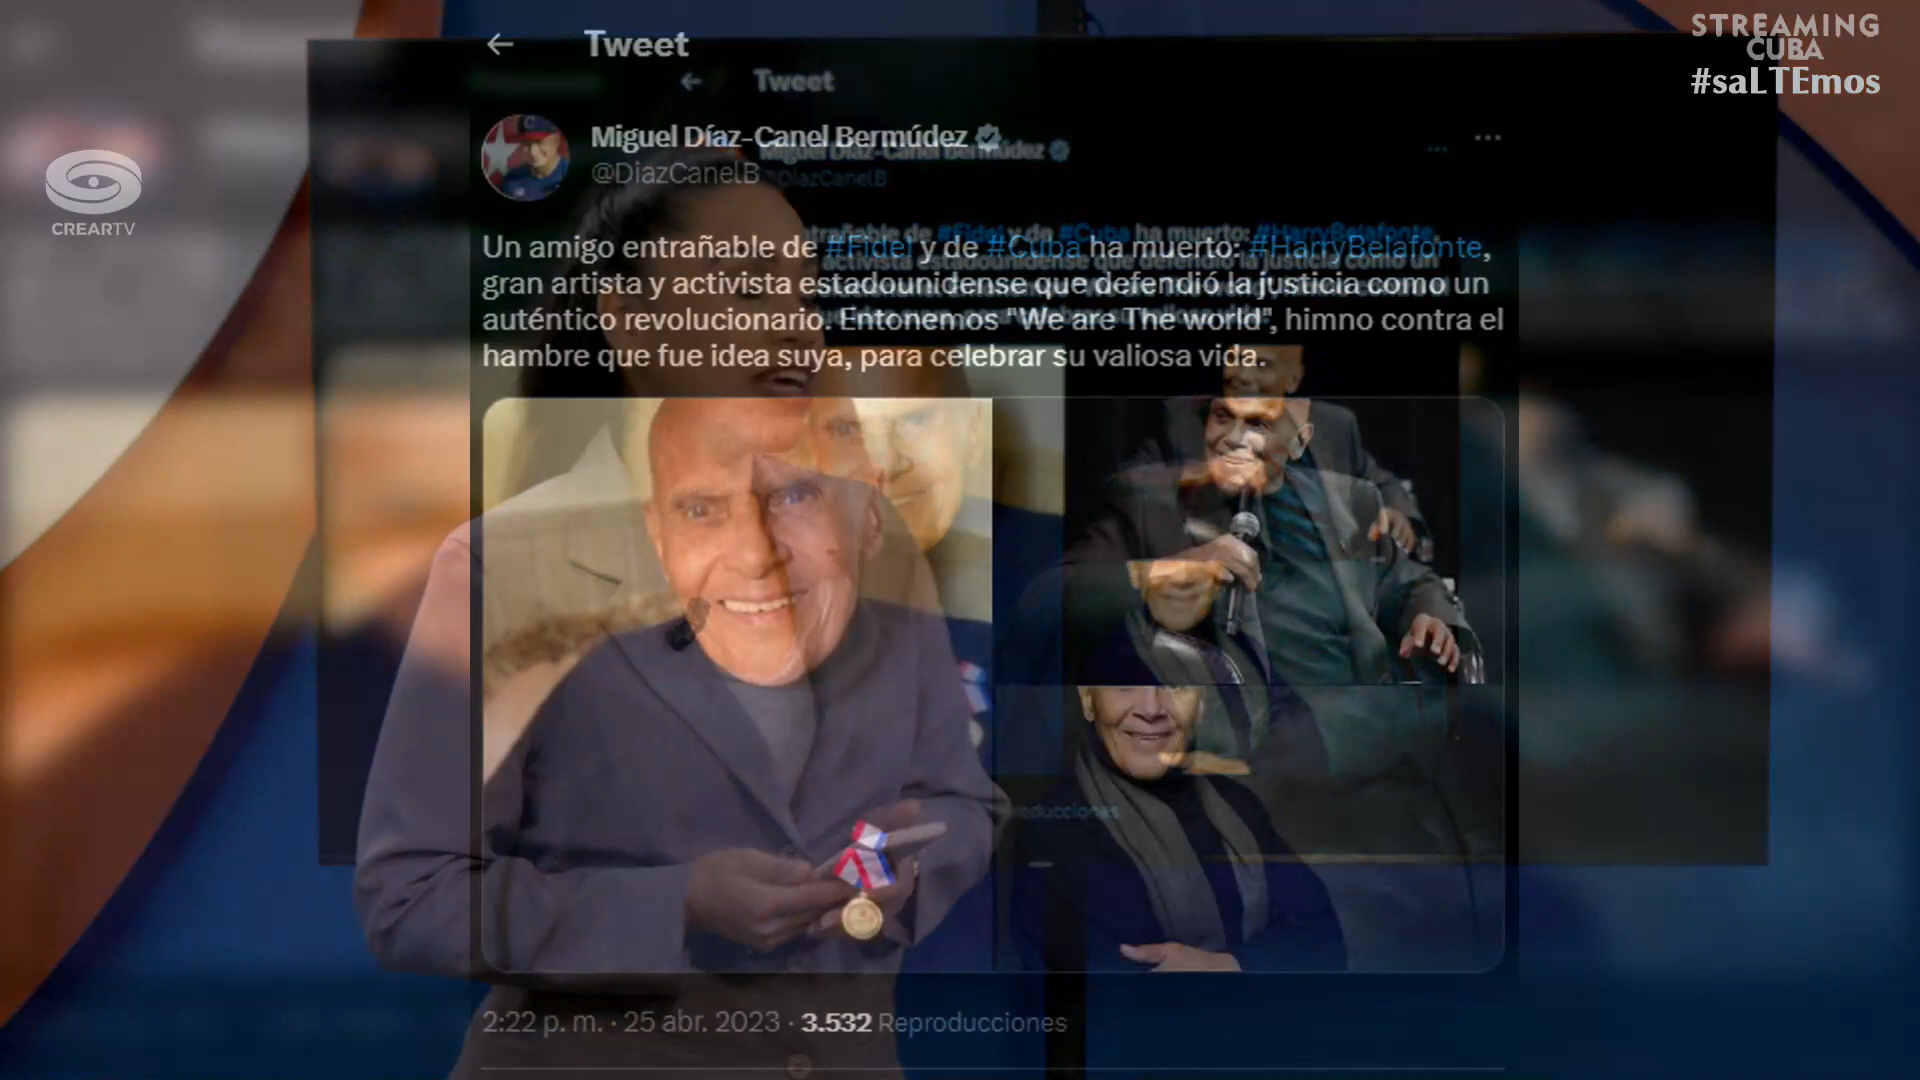 STREAMING
CUBA
#saLTEmos
CREARTV
Tweet
Tweet
Miguel Díaz-Canel Bermúdez
@DiazCanelB
Un amigo entrañable de #Fidel y de #Cuba ha muerto: #HarryBelafonte,
gran artista y activista estadounidense que defendió la justicia como un
auténtico revolucionario. Entonemos "We are The world", himno contra el
hambre que fue idea suya, para celebrar su valiosa vida.
2:22 p. m. · 25 abr. 2023 · 3.532 Reproducciones